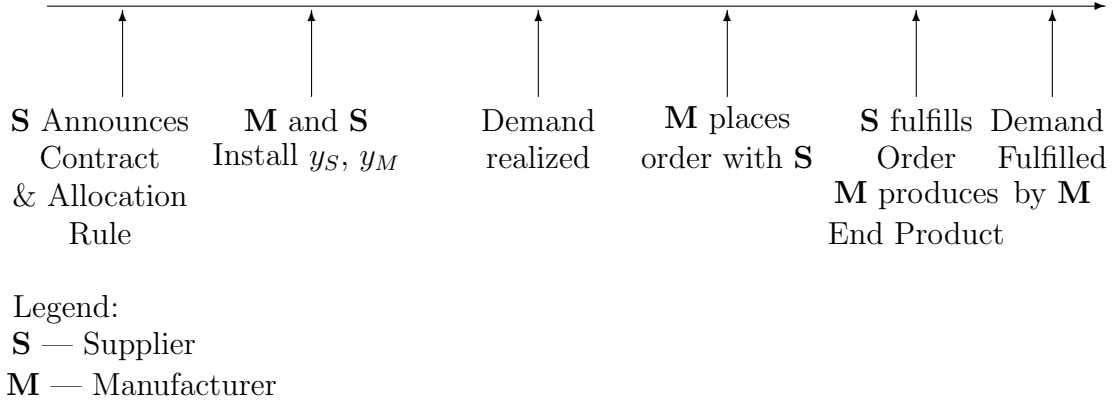 S Announces
Contract
& Allocation
Rule
M and S
Install y_S, y_M
Demand
realized
M places
order with S
S fulfills
Order
M produces
End Product
Demand
Fulfilled
by M
Legend:
S — Supplier
M — Manufacturer